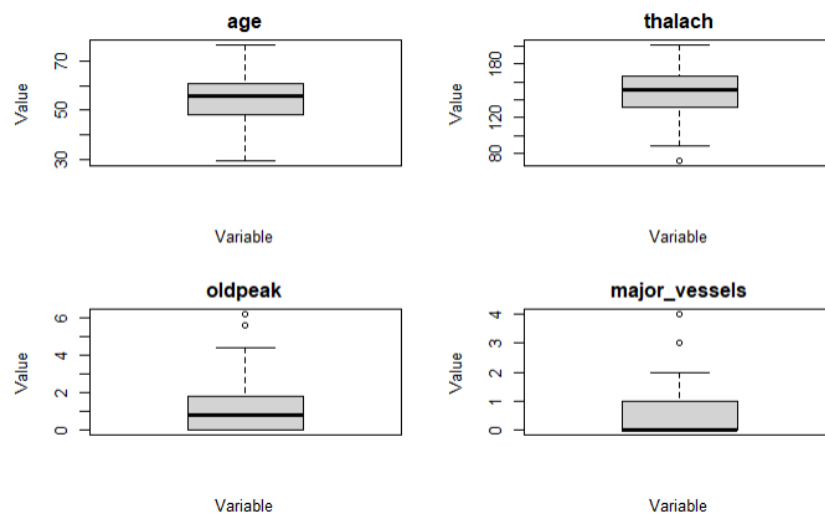 age
Value
30
50
70
Variable
thalach
Value
80
120
180
Variable
oldpeak
Value
0
2
4
6
Variable
major_vessels
Value
0
1
2
3
4
Variable